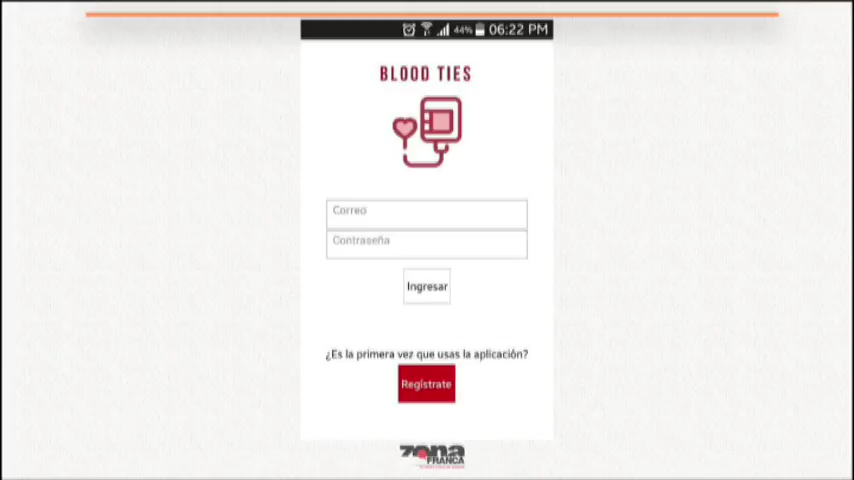 44% 06:22 PM
BLOOD TIES
Correo
Contraseña
Ingresar
¿Es la primera vez que usas la aplicación?
Regístrate
zona
FRANCA